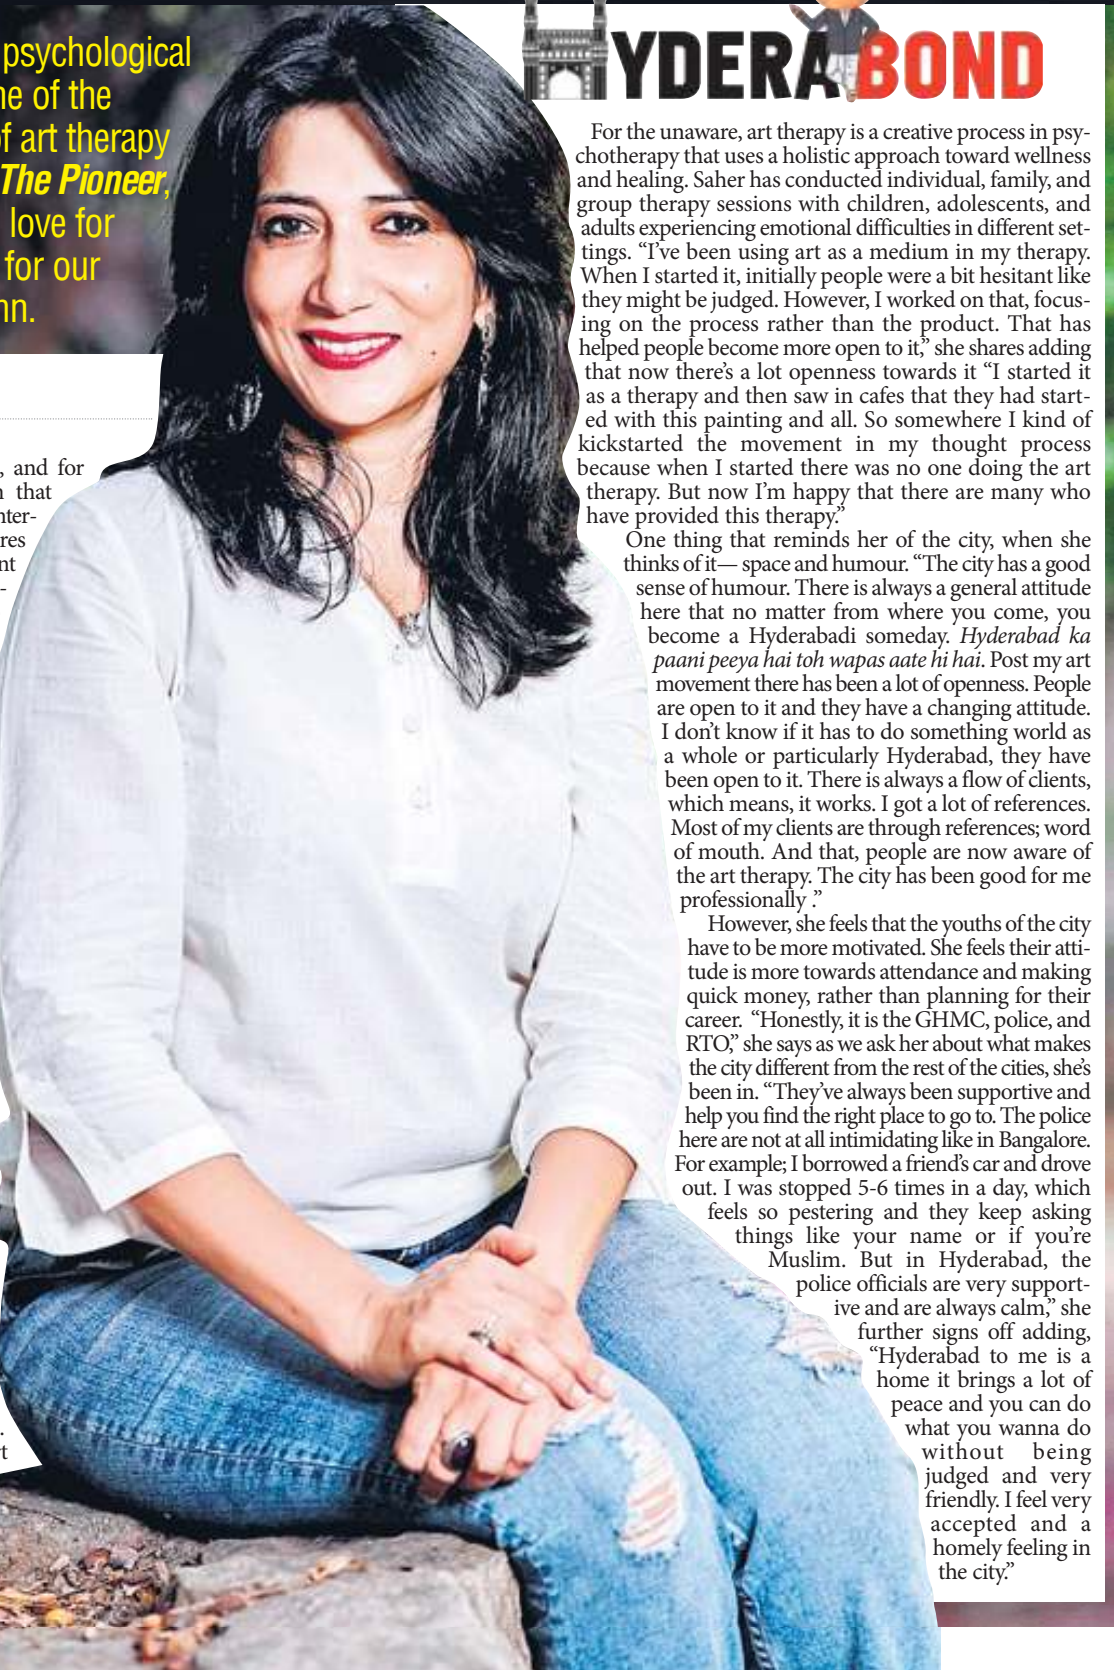 psychological
of the
art therapy
The Pioneer,
love for
for our
YDERABOND
, and for
that
res
For the unaware, art therapy is a creative process in psy-
chotherapy that uses a holistic approach toward wellness
and healing. Saher has conducted individual, family, and
group therapy sessions with children, adolescents, and
adults experiencing emotional difficulties in different set-
tings. “I’ve been using art as a medium in my therapy.
When I started it, initially people were a bit hesitant like
they might be judged. However, I worked on that, focus-
ing on the process rather than the product. That has
helped people become more open to it,” she shares adding
that now there’s a lot openness towards it “I started it
as a therapy and then saw in cafes that they had start-
ed with this painting and all. So somewhere I kind of
kickstarted the movement in my thought process
because when I started there was no one doing the art
therapy. But now I’m happy that there are many who
have provided this therapy.”
One thing that reminds her of the city, when she
thinks of it— space and humour. “The city has a good
sense of humour. There is always a general attitude
here that no matter from where you come, you
become a Hyderabadi someday. Hyderabad ka
paani peeya hai toh wapas aate hi hai. Post my art
movement there has been a lot of openness. People
are open to it and they have a changing attitude.
I don’t know if it has to do something world as
a whole or particularly Hyderabad, they have
been open to it. There is always a flow of clients,
which means, it works. I got a lot of references.
Most of my clients are through references; word
of mouth. And that, people are now aware of
the art therapy. The city has been good for me
professionally .”
However, she feels that the youths of the city
have to be more motivated. She feels their atti-
tude is more towards attendance and making
quick money, rather than planning for their
career. “Honestly, it is the GHMC, police, and
RTO,” she says as we ask her about what makes
the city different from the rest of the cities, she’s
been in. “They’ve always been supportive and
help you find the right place to go to. The police
here are not at all intimidating like in Bangalore.
For example; I borrowed a friend’s car and drove
out. I was stopped 5-6 times in a day, which
feels so pestering and they keep asking
things like your name or if you’re
Muslim. But in Hyderabad, the
police officials are very support-
ive and are always calm,” she
further signs off adding,
“Hyderabad to me is a
home it brings a lot of
peace and you can do
what you wanna do
without being
judged and very
friendly. I feel very
accepted and a
homely feeling in
the city.”